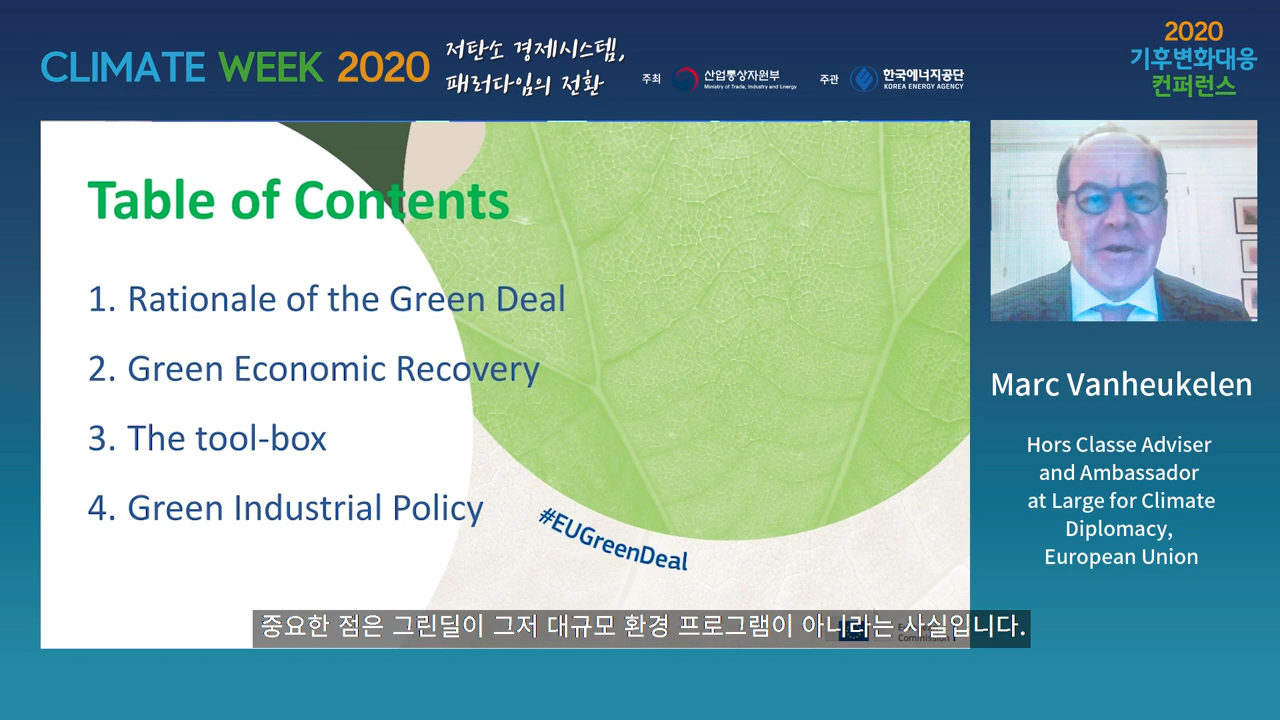 CLIMATE WEEK 2020
저탄소 경제시스템,
패러다임의 전환
주최
산업통상자원부
Ministry of Trade, Industry and Energy
주관
한국에너지공단
KOREA ENERGY AGENCY
2020
기후변화대응
컨퍼런스
Table of Contents
1. Rationale of the Green Deal
2. Green Economic Recovery
3. The tool-box
4. Green Industrial Policy
#EUGreenDeal
Marc Vanheukelen
Hors Classe Adviser
and Ambassador
at Large for Climate
Diplomacy,
European Union
중요한 점은 그린딜이 그저 대규모 환경 프로그램이 아니라는 사실입니다.
Commission